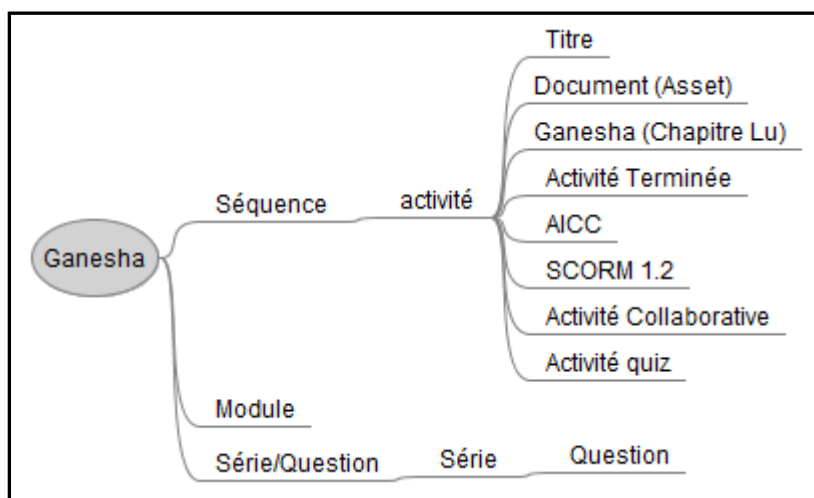 Ganesha
Séquence
activité
Titre
Document (Asset)
Ganesha (Chapitre Lu)
Activité Terminée
AICC
SCORM 1.2
Activité Collaborative
Activité quiz
Module
Série/Question
Série
Question